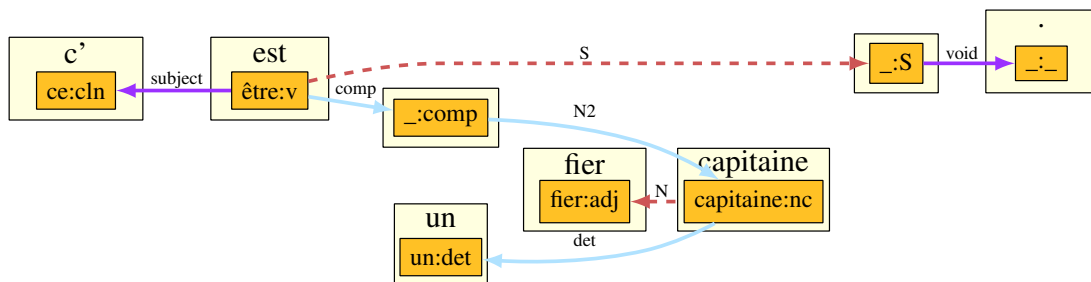 .
c' est S
ce:cln subject être:v _:S void _:_
comp
_:comp N2
fier capitaine
fier:adj N capitaine:nc
un
un:det det